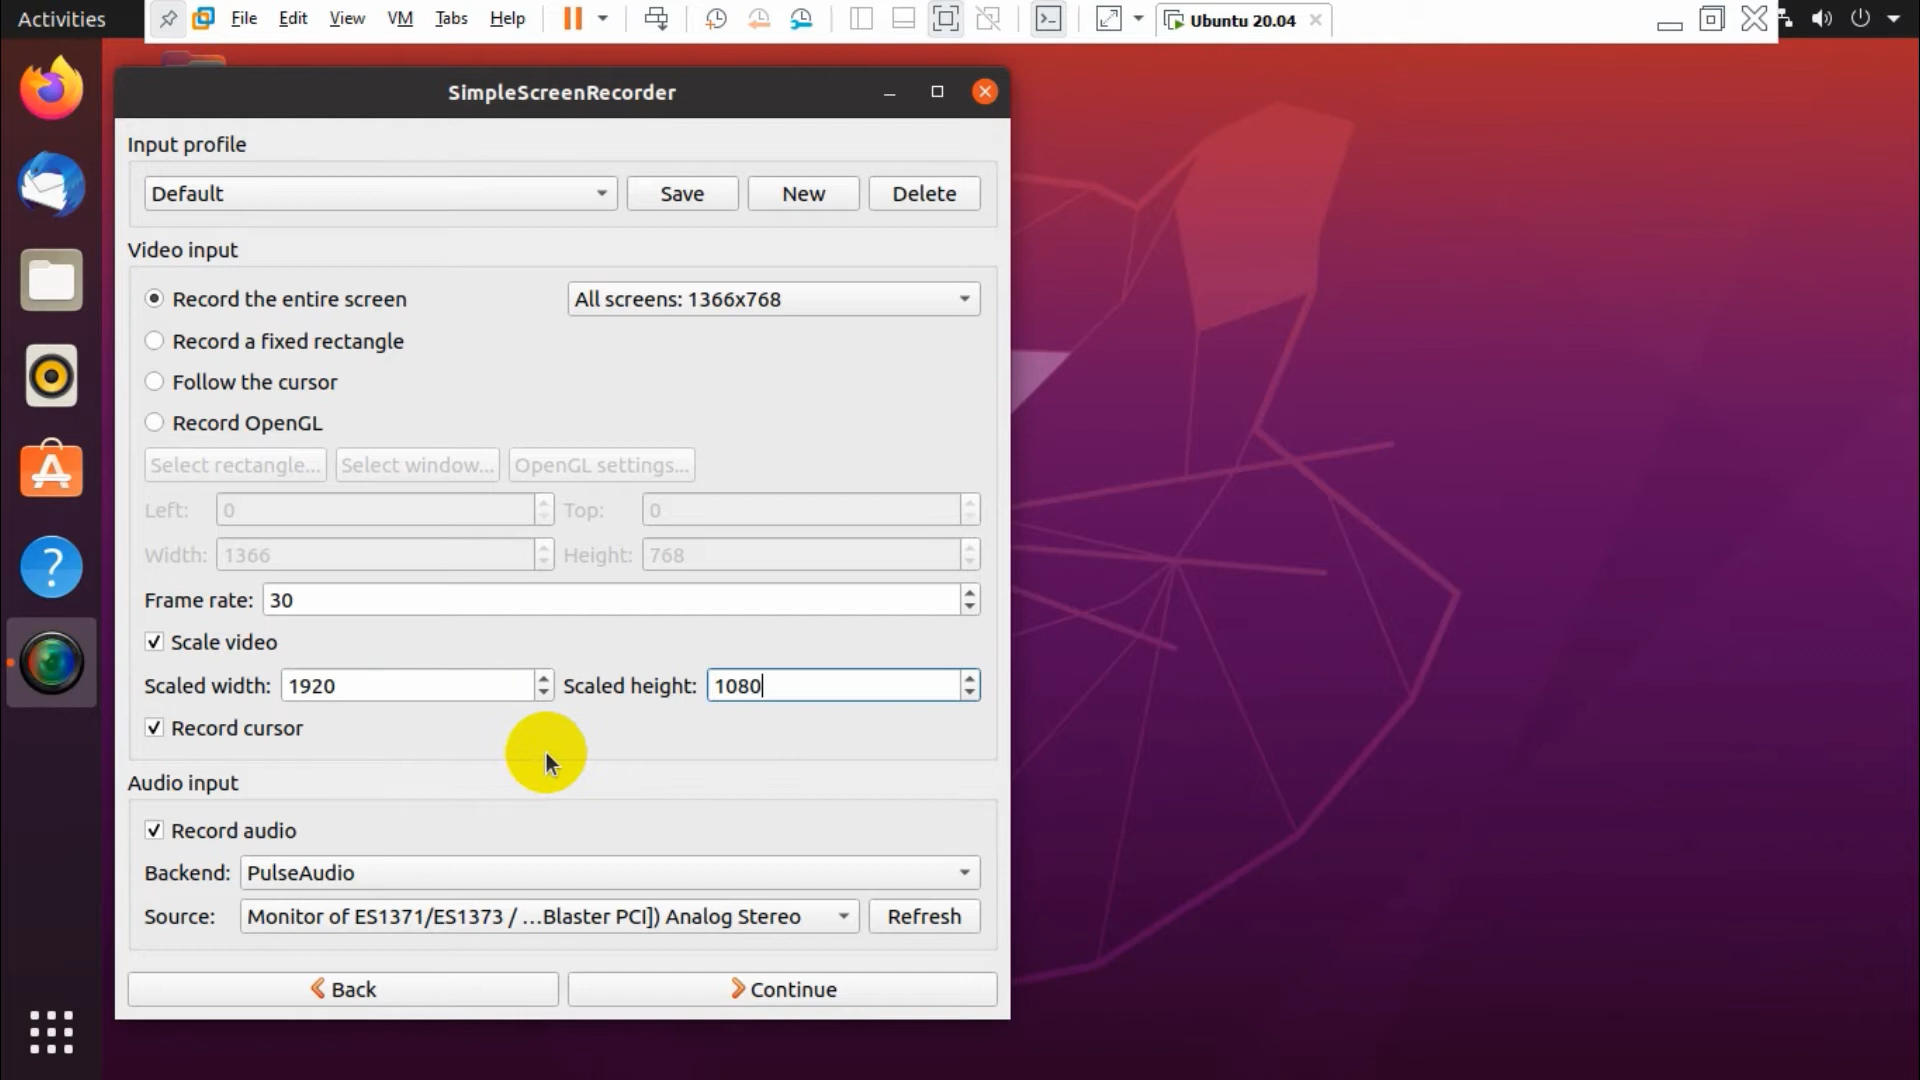 Activities
File Edit View VM Tabs Help
Ubuntu 20.04
SimpleScreenRecorder
Input profile
Default Save New Delete
Video input
Record the entire screen All screens: 1366x768
Record a fixed rectangle
Follow the cursor
Record OpenGL
Select rectangle... Select window... OpenGL settings...
Left: 0 Top: 0
Width: 1366 Height: 768
Frame rate: 30
Scale video
Scaled width: 1920 Scaled height: 1080
Record cursor
Audio input
Record audio
Backend: PulseAudio
Source: Monitor of ES1371/ES1373 / ...Blaster PCI]) Analog Stereo Refresh
Back Continue